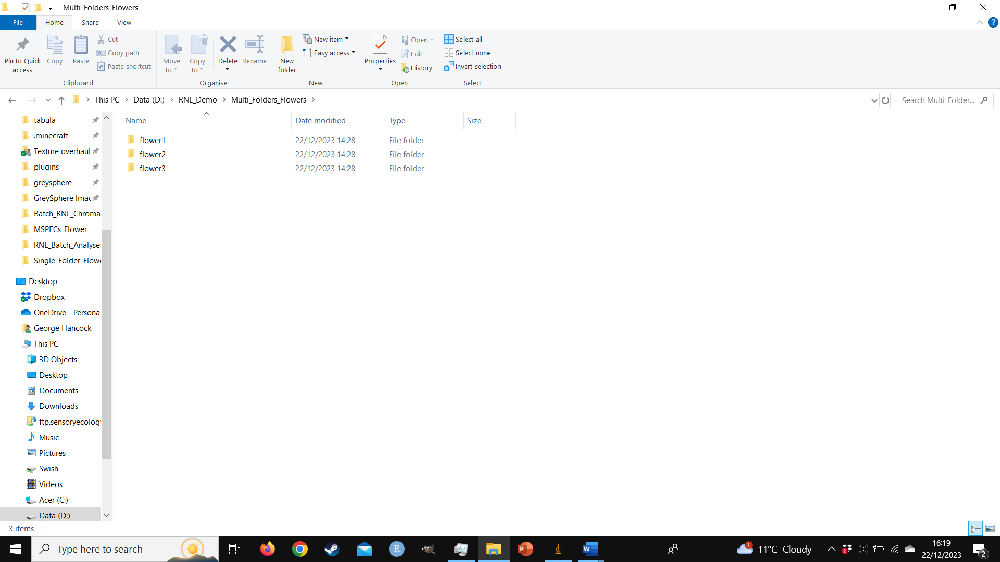 Multi_Folders_Flowers
File Home Share View
Pin to Quick access
Copy
Paste
Cut
Copy path
Paste shortcut
Clipboard
Move to
Copy to
Delete
Rename
Organise
New folder
New item
Easy access
New
Properties
Open
Edit
History
Open
Select all
Select none
Invert selection
Select
This PC > Data (D:) > RNL_Demo > Multi_Folders_Flowers >
Search Multi_Folder...
tabula
.minecraft
Texture overhaul
plugins
greysphere
GreySphere Imag
Batch_RNL_Chroma
MSPECs_Flower
RNL_Batch_Analyses
Single_Folder_Flowe
Desktop
Dropbox
OneDrive - Personal
George Hancock
This PC
3D Objects
Desktop
Documents
Downloads
ftp.sensoryecology
Music
Pictures
Swish
Videos
Acer (C:)
Data (D:)
Name Date modified Type Size
flower1 22/12/2023 14:28 File folder
flower2 22/12/2023 14:28 File folder
flower3 22/12/2023 14:28 File folder
3 items
Type here to search
11°C Cloudy
16:19
22/12/2023
2